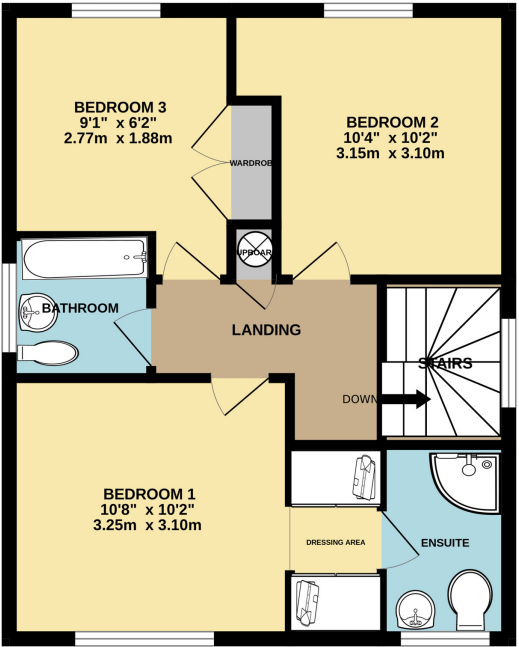 BEDROOM 3
9'1" x 6'2"
2.77m x 1.88m
BEDROOM 2
10'4" x 10'2"
3.15m x 3.10m
WARDROB
UPBOAR
BATHROOM
LANDING
STAIRS
DOWN
BEDROOM 1
10'8" x 10'2"
3.25m x 3.10m
DRESSING AREA
ENSUITE